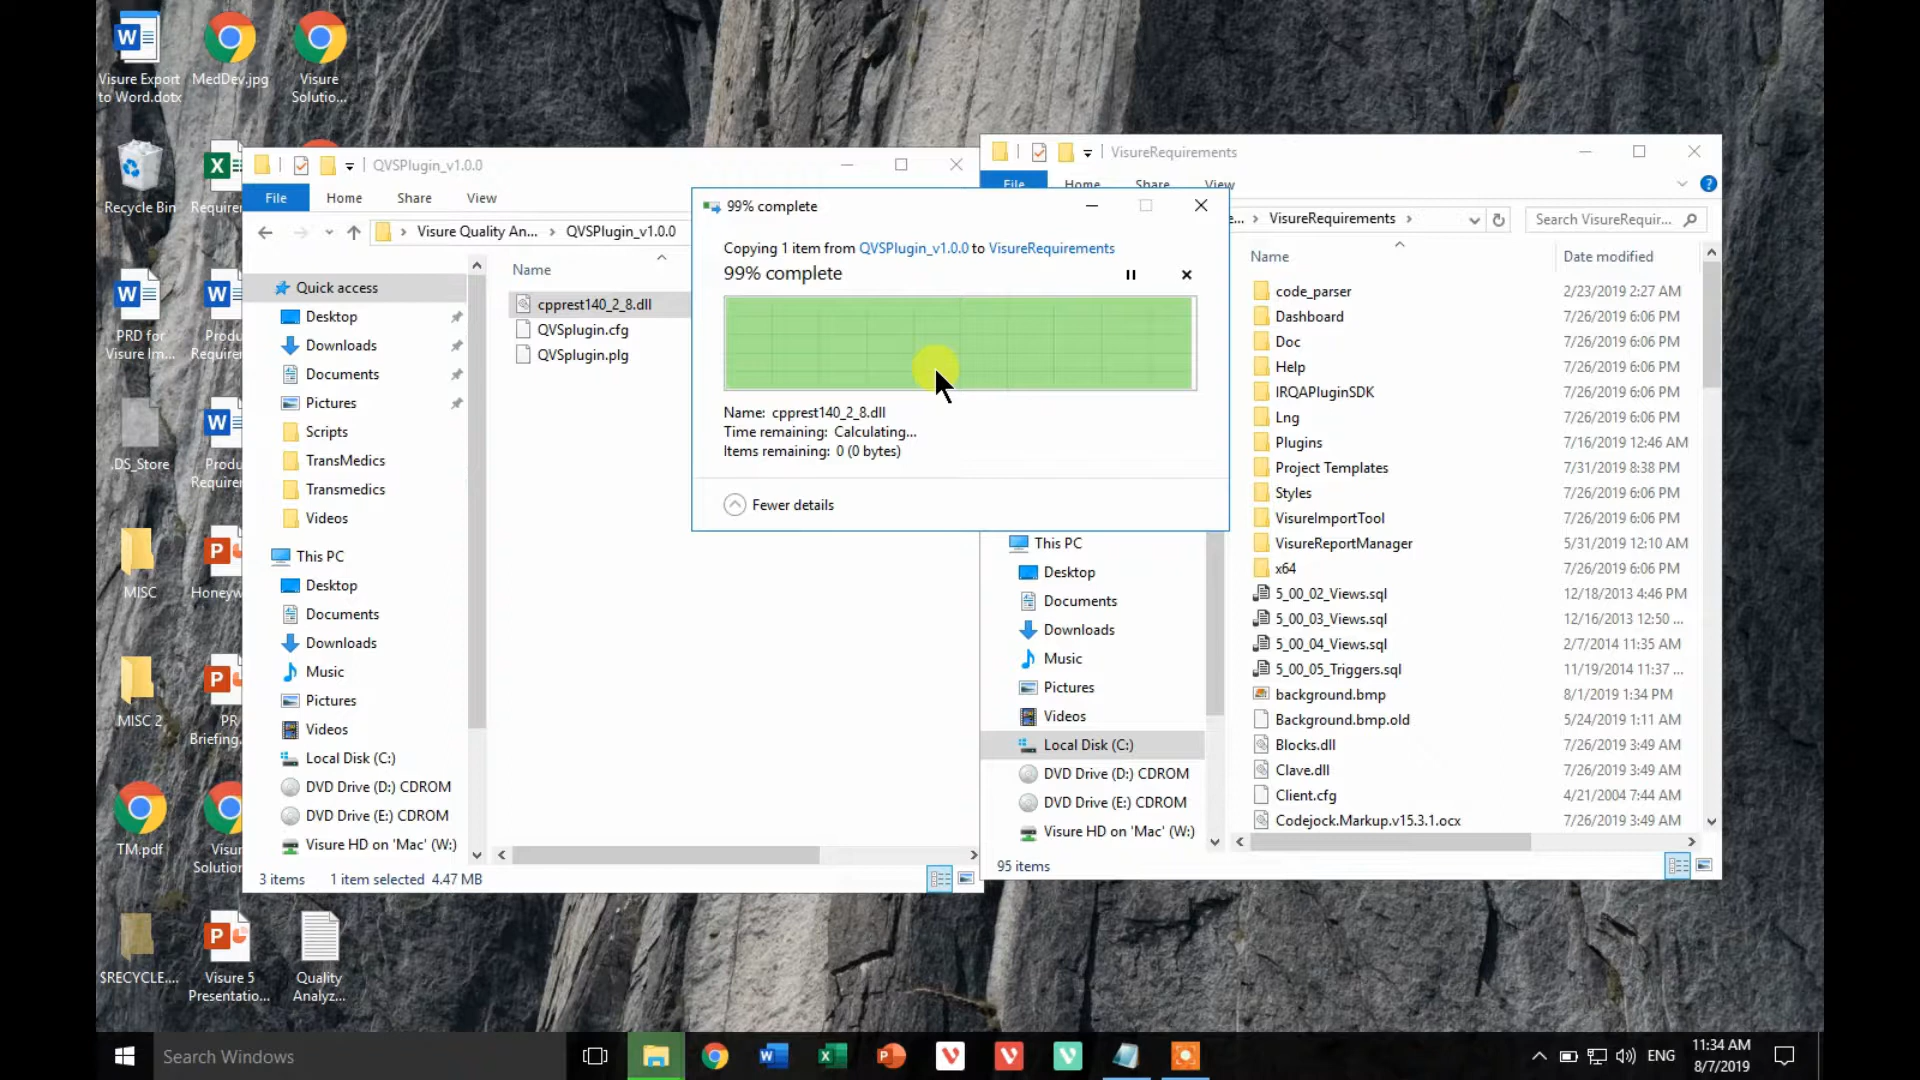 Visure Export
to Word.dotx
MedDev.jpg
Visure
Solutio...
Recycle Bin
Requirer
PRD for
Visure Im...
Produ
Requirer
.DS_Store
Produ
Requirer
MISC
Honeyw
MISC 2
PR
Briefing.
TM.pdf
Visur
Solution
$RECYCLE....
Visure 5
Presentatio...
Quality
Analyz...
QVSPlugin_v1.0.0
File
Home
Share
View
Visure Quality An...
QVSPlugin_v1.0.0
Quick access
Desktop
Downloads
Documents
Pictures
Scripts
TransMedics
Transmedics
Videos
This PC
Desktop
Documents
Downloads
Music
Pictures
Videos
Local Disk (C:)
DVD Drive (D:) CDROM
DVD Drive (E:) CDROM
Visure HD on 'Mac' (W:)
Name
cpprest140_2_8.dll
QVSplugin.cfg
QVSplugin.plg
3 items
1 item selected 4.47 MB
99% complete
Copying 1 item from QVSPlugin_v1.0.0 to VisureRequirements
99% complete
Name: cpprest140_2_8.dll
Time remaining: Calculating...
Items remaining: 0 (0 bytes)
Fewer details
VisureRequirements
File
Home
Share
View
e...
VisureRequirements
Search VisureRequir...
This PC
Desktop
Documents
Downloads
Music
Pictures
Videos
Local Disk (C:)
DVD Drive (D:) CDROM
DVD Drive (E:) CDROM
Visure HD on 'Mac' (W:)
Name Date modified
code_parser 2/23/2019 2:27 AM
Dashboard 7/26/2019 6:06 PM
Doc 7/26/2019 6:06 PM
Help 7/26/2019 6:06 PM
IRQAPluginSDK 7/26/2019 6:06 PM
Lng 7/26/2019 6:06 PM
Plugins 7/16/2019 12:46 AM
Project Templates 7/31/2019 8:38 PM
Styles 7/26/2019 6:06 PM
VisureImportTool 7/26/2019 6:06 PM
VisureReportManager 5/31/2019 12:10 AM
x64 7/26/2019 6:06 PM
5_00_02_Views.sql 12/18/2013 4:46 PM
5_00_03_Views.sql 12/16/2013 12:50 ...
5_00_04_Views.sql 2/7/2014 11:35 AM
5_00_05_Triggers.sql 11/19/2014 11:37 ...
background.bmp 8/1/2019 1:34 PM
Background.bmp.old 5/24/2019 1:11 AM
Blocks.dll 7/26/2019 3:49 AM
Clave.dll 7/26/2019 3:49 AM
Client.cfg 4/21/2004 7:44 AM
Codejock.Markup.v15.3.1.ocx 7/26/2019 3:49 AM
95 items
Search Windows
ENG
11:34 AM
8/7/2019